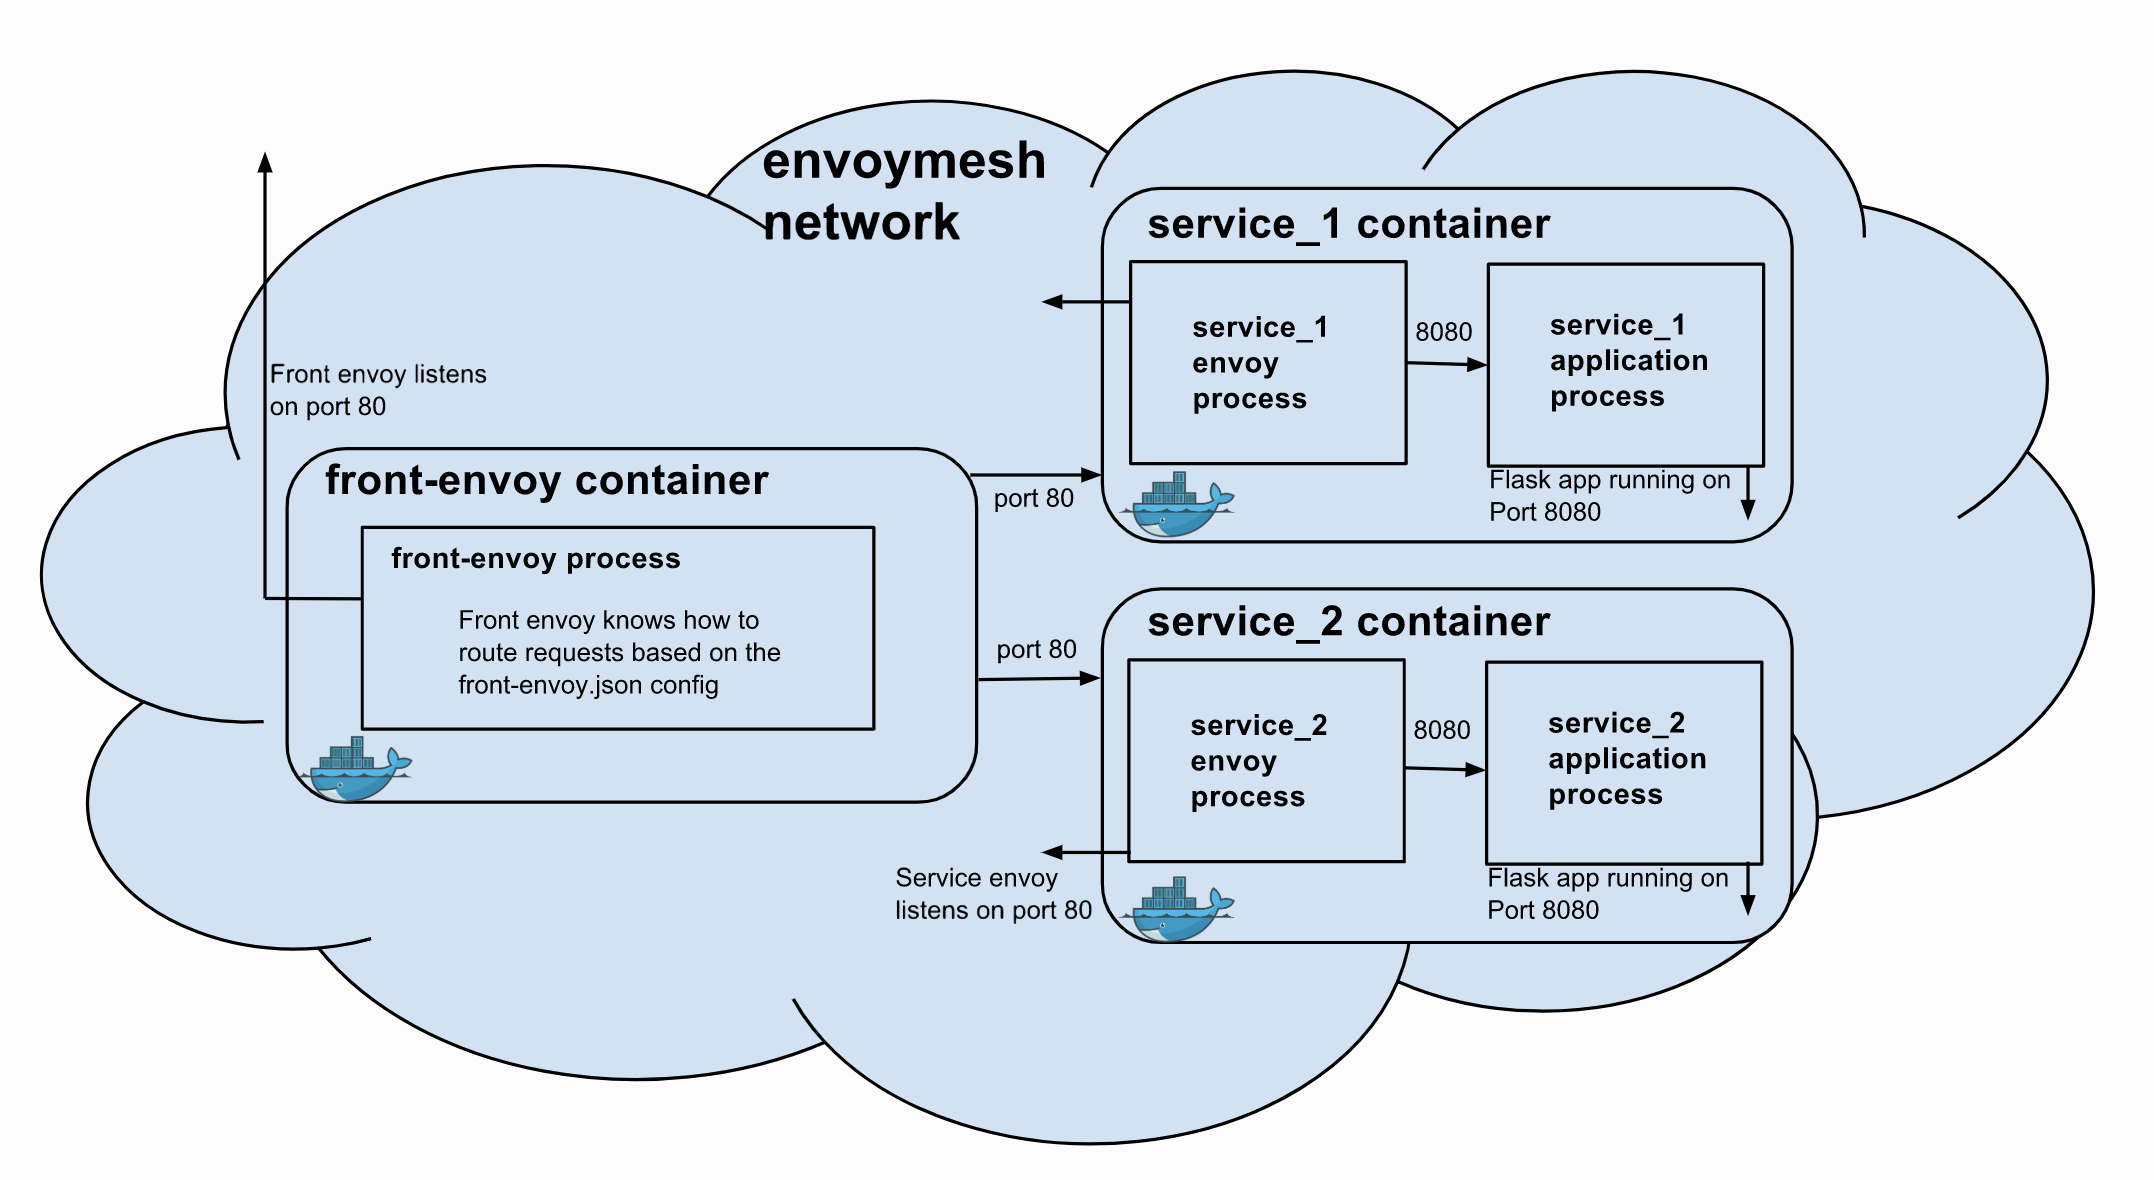 envoymesh
network
Front envoy listens
on port 80
front-envoy container
front-envoy process
Front envoy knows how to
route requests based on the
front-envoy.json config
port 80
port 80
service_1 container
service_1
envoy
process
8080
service_1
application
process
Flask app running on
Port 8080
service_2 container
service_2
envoy
process
8080
service_2
application
process
Flask app running on
Port 8080
Service envoy
listens on port 80